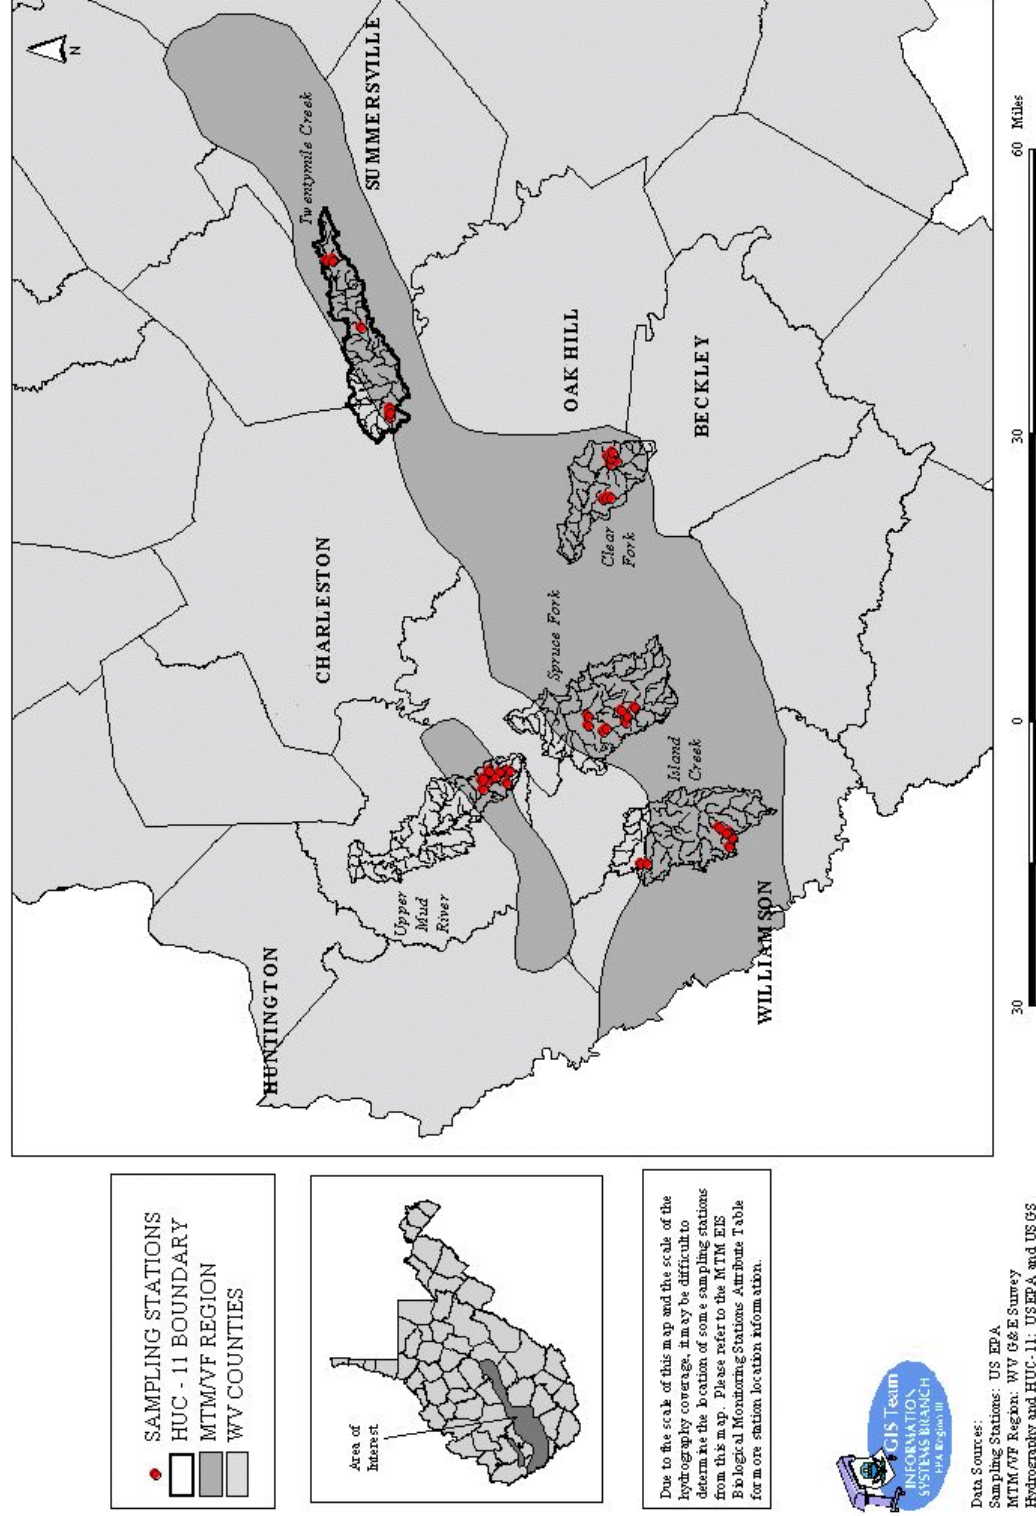 N
Twentymile Creek
SUMMERSVILLE
CHARLESTON
OAK HILL
BECKLEY
Clear
Fork
Spruce Fork
HUNTINGTON
Upper
Mud
River
Island
Creek
WILLIAMSON
30
0
30
60
Miles
SAMPLING STATIONS
HUC - 11 BOUNDARY
MTM/VF REGION
WV COUNTIES
Area of
Interest
Due to the scale of this map and the scale of the
hydrography coverage, it may be difficult to
determine the location of some sampling stations
from this map. Please refer to the MTM EIS
Biological Monitoring Stations Attribute Table
for more station location information.
GIS Team
INFORMATION
SYSTEMS BRANCH
EPA Region III
Data Sources:
Sampling Stations: US EPA
MTM/VF Region: WV G&E Survey
Hydrography and HUC-11: USEPA and USGS